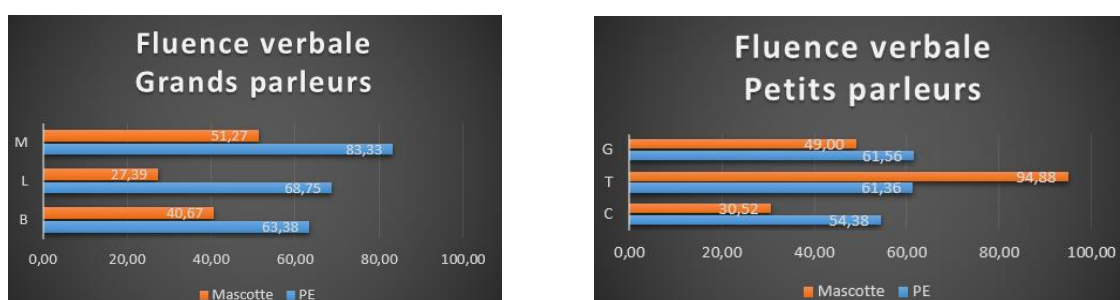 Fluence verbale
Grands parleurs
M
51,27
83,33
L
27,39
68,75
B
40,67
63,38
0,00 20,00 40,00 60,00 80,00 100,00
Mascotte PE
Fluence verbale
Petits parleurs
G
49,00
61,56
T
94,88
61,36
C
30,52
54,38
0,00 20,00 40,00 60,00 80,00 100,00
Mascotte PE